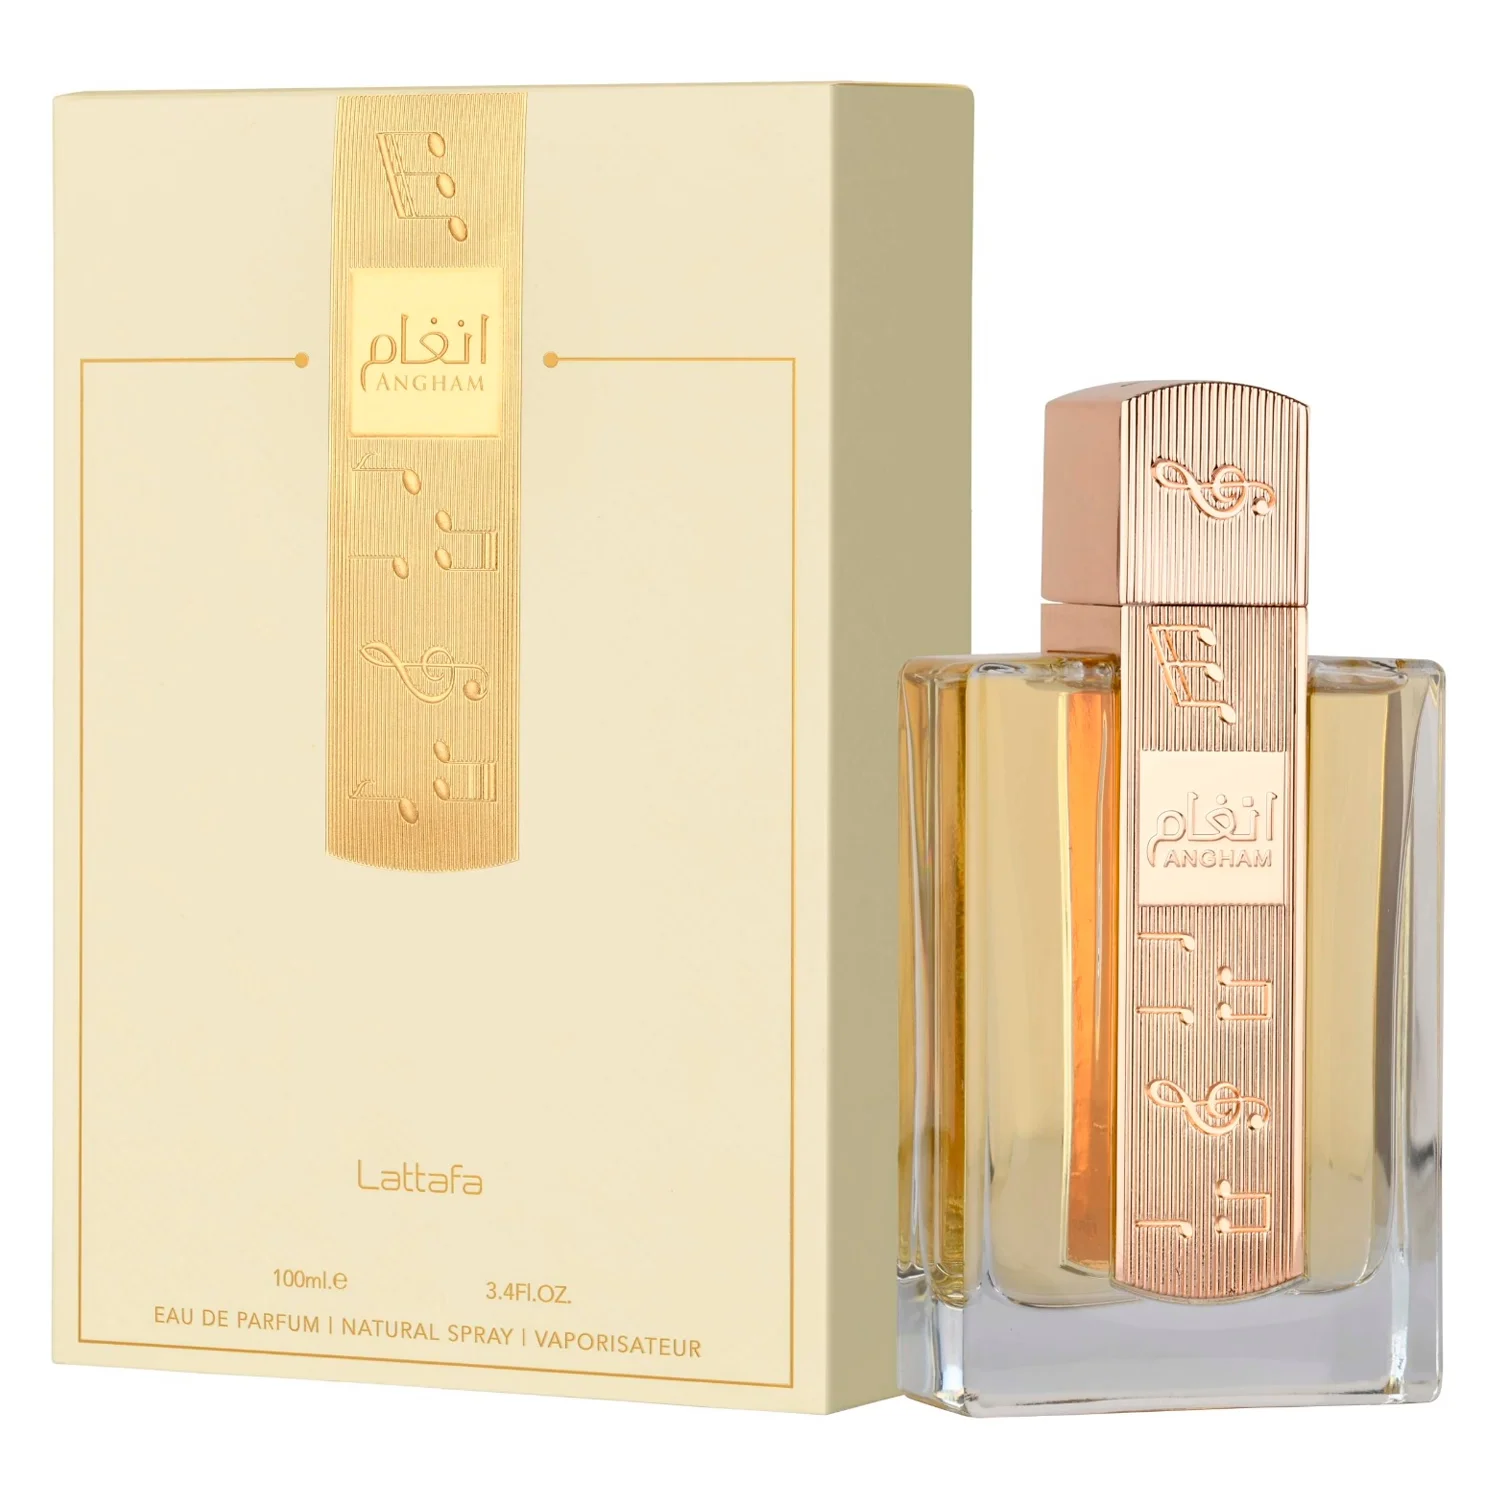 انغام
ANGHAM
Lattafa
100ml.e
3.4Fl.OZ.
EAU DE PARFUM | NATURAL SPRAY | VAPORISATEUR
انغام
ANGHAM